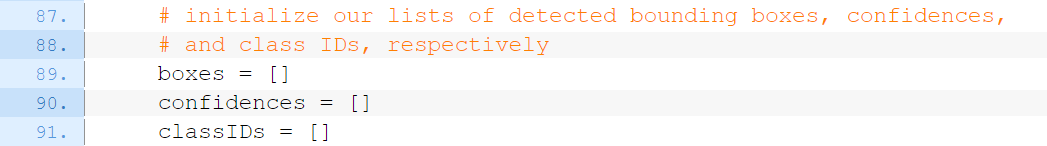 87. # initialize our lists of detected bounding boxes, confidences,
88. # and class IDs, respectively
89. boxes = []
90. confidences = []
91. classIDs = []